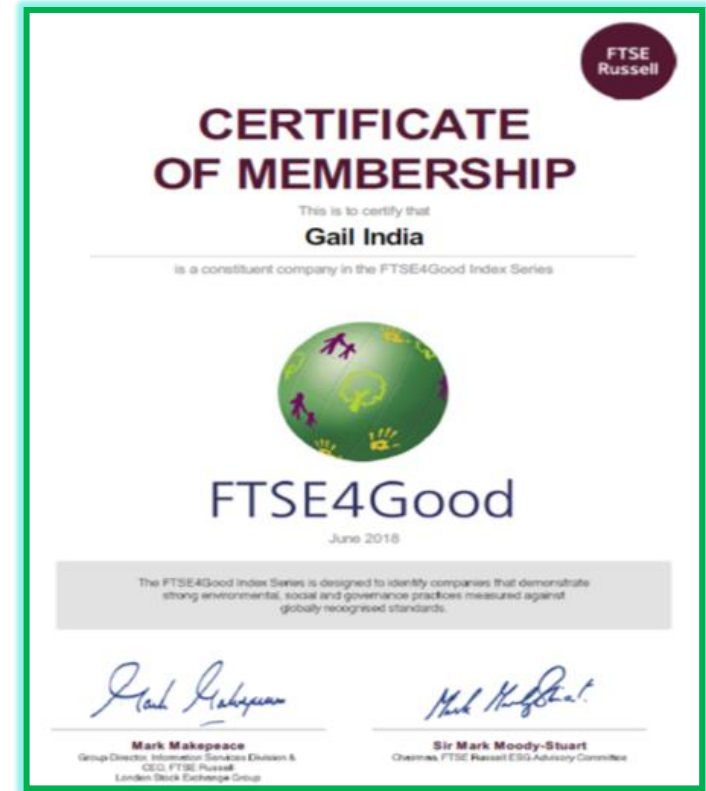 FTSE
Russell
CERTIFICATE
OF MEMBERSHIP
This is to certify that
Gail India
is a constituent company in the FTSE4Good Index Series
FTSE4Good
June 2018
The FTSE4Good Index Series is designed to identify companies that demonstrate
strong environmental, social and governance practices measured against
globally recognised standards.
Mark Makepeace
Group Director, Information Services Division &
CEO, FTSE Russell
London Stock Exchange Group
Sir Mark Moody-Stuart
Chairman, FTSE Russell ESG Advisory Committee